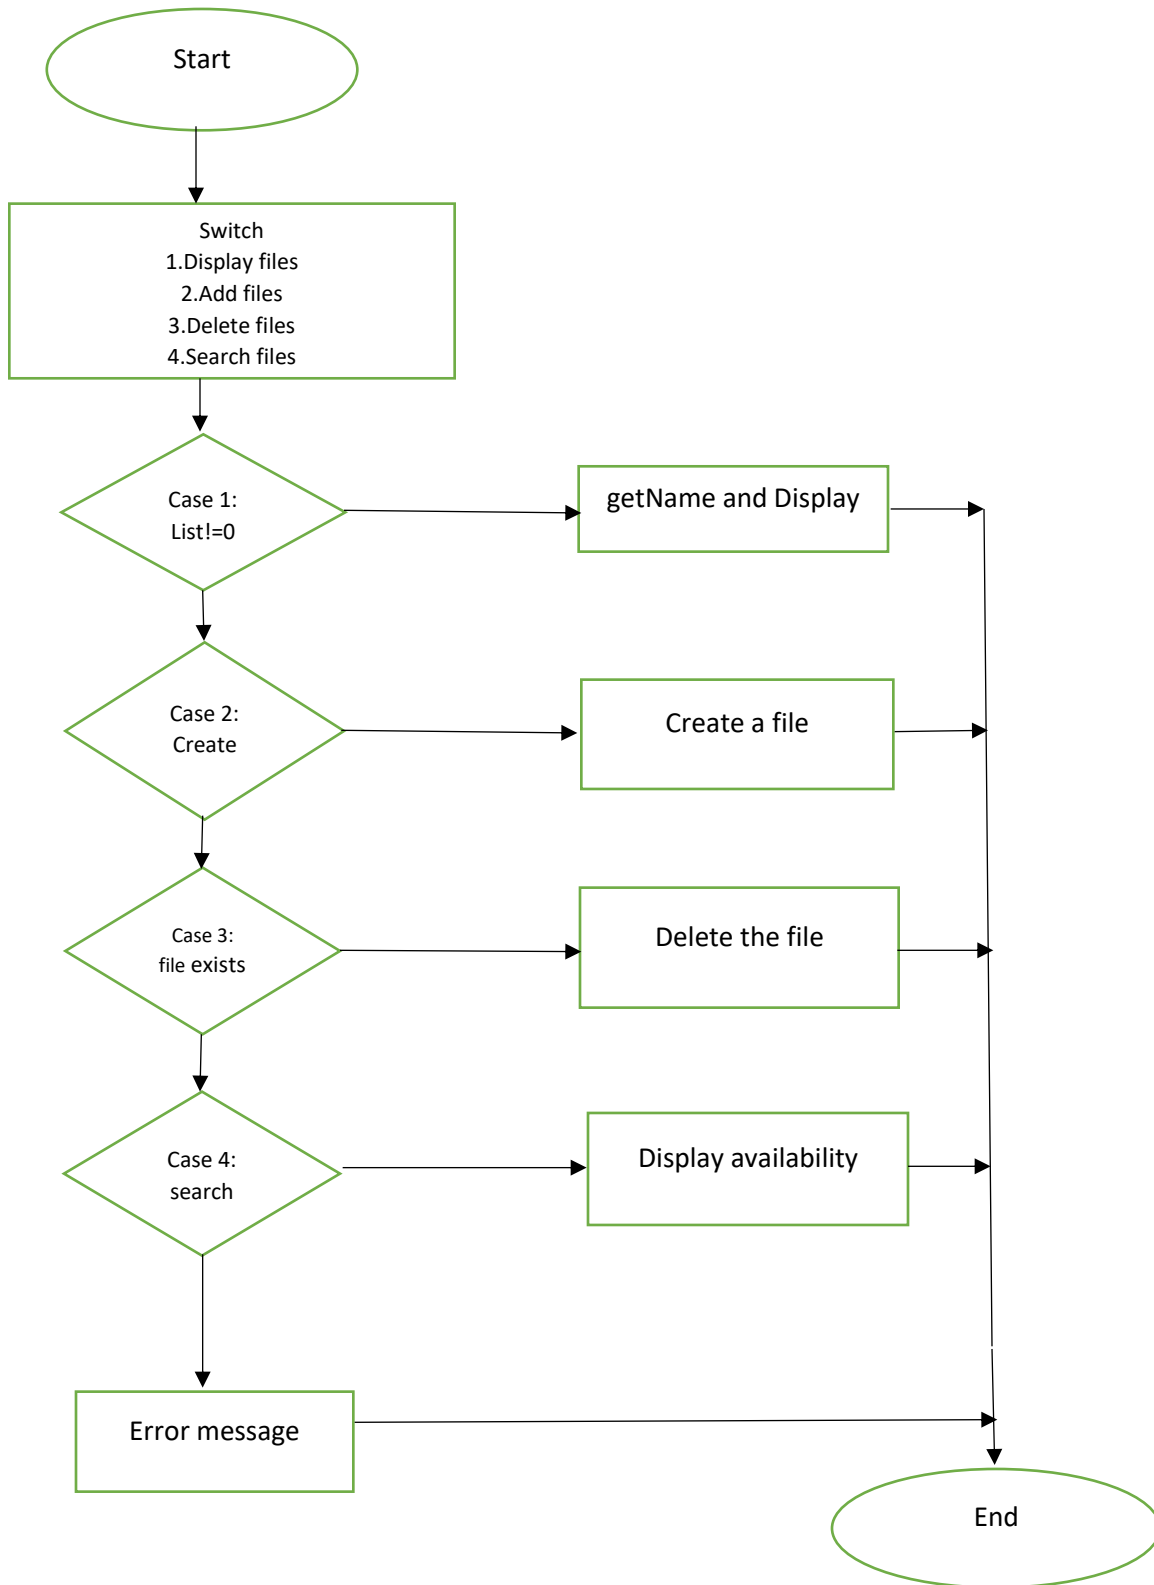 Start
Switch
1.Display files
2.Add files
3.Delete files
4.Search files
Case 1:
List!=0
getName and Display
Case 2:
Create
Create a file
Case 3:
file exists
Delete the file
Case 4:
search
Display availability
Error message
End